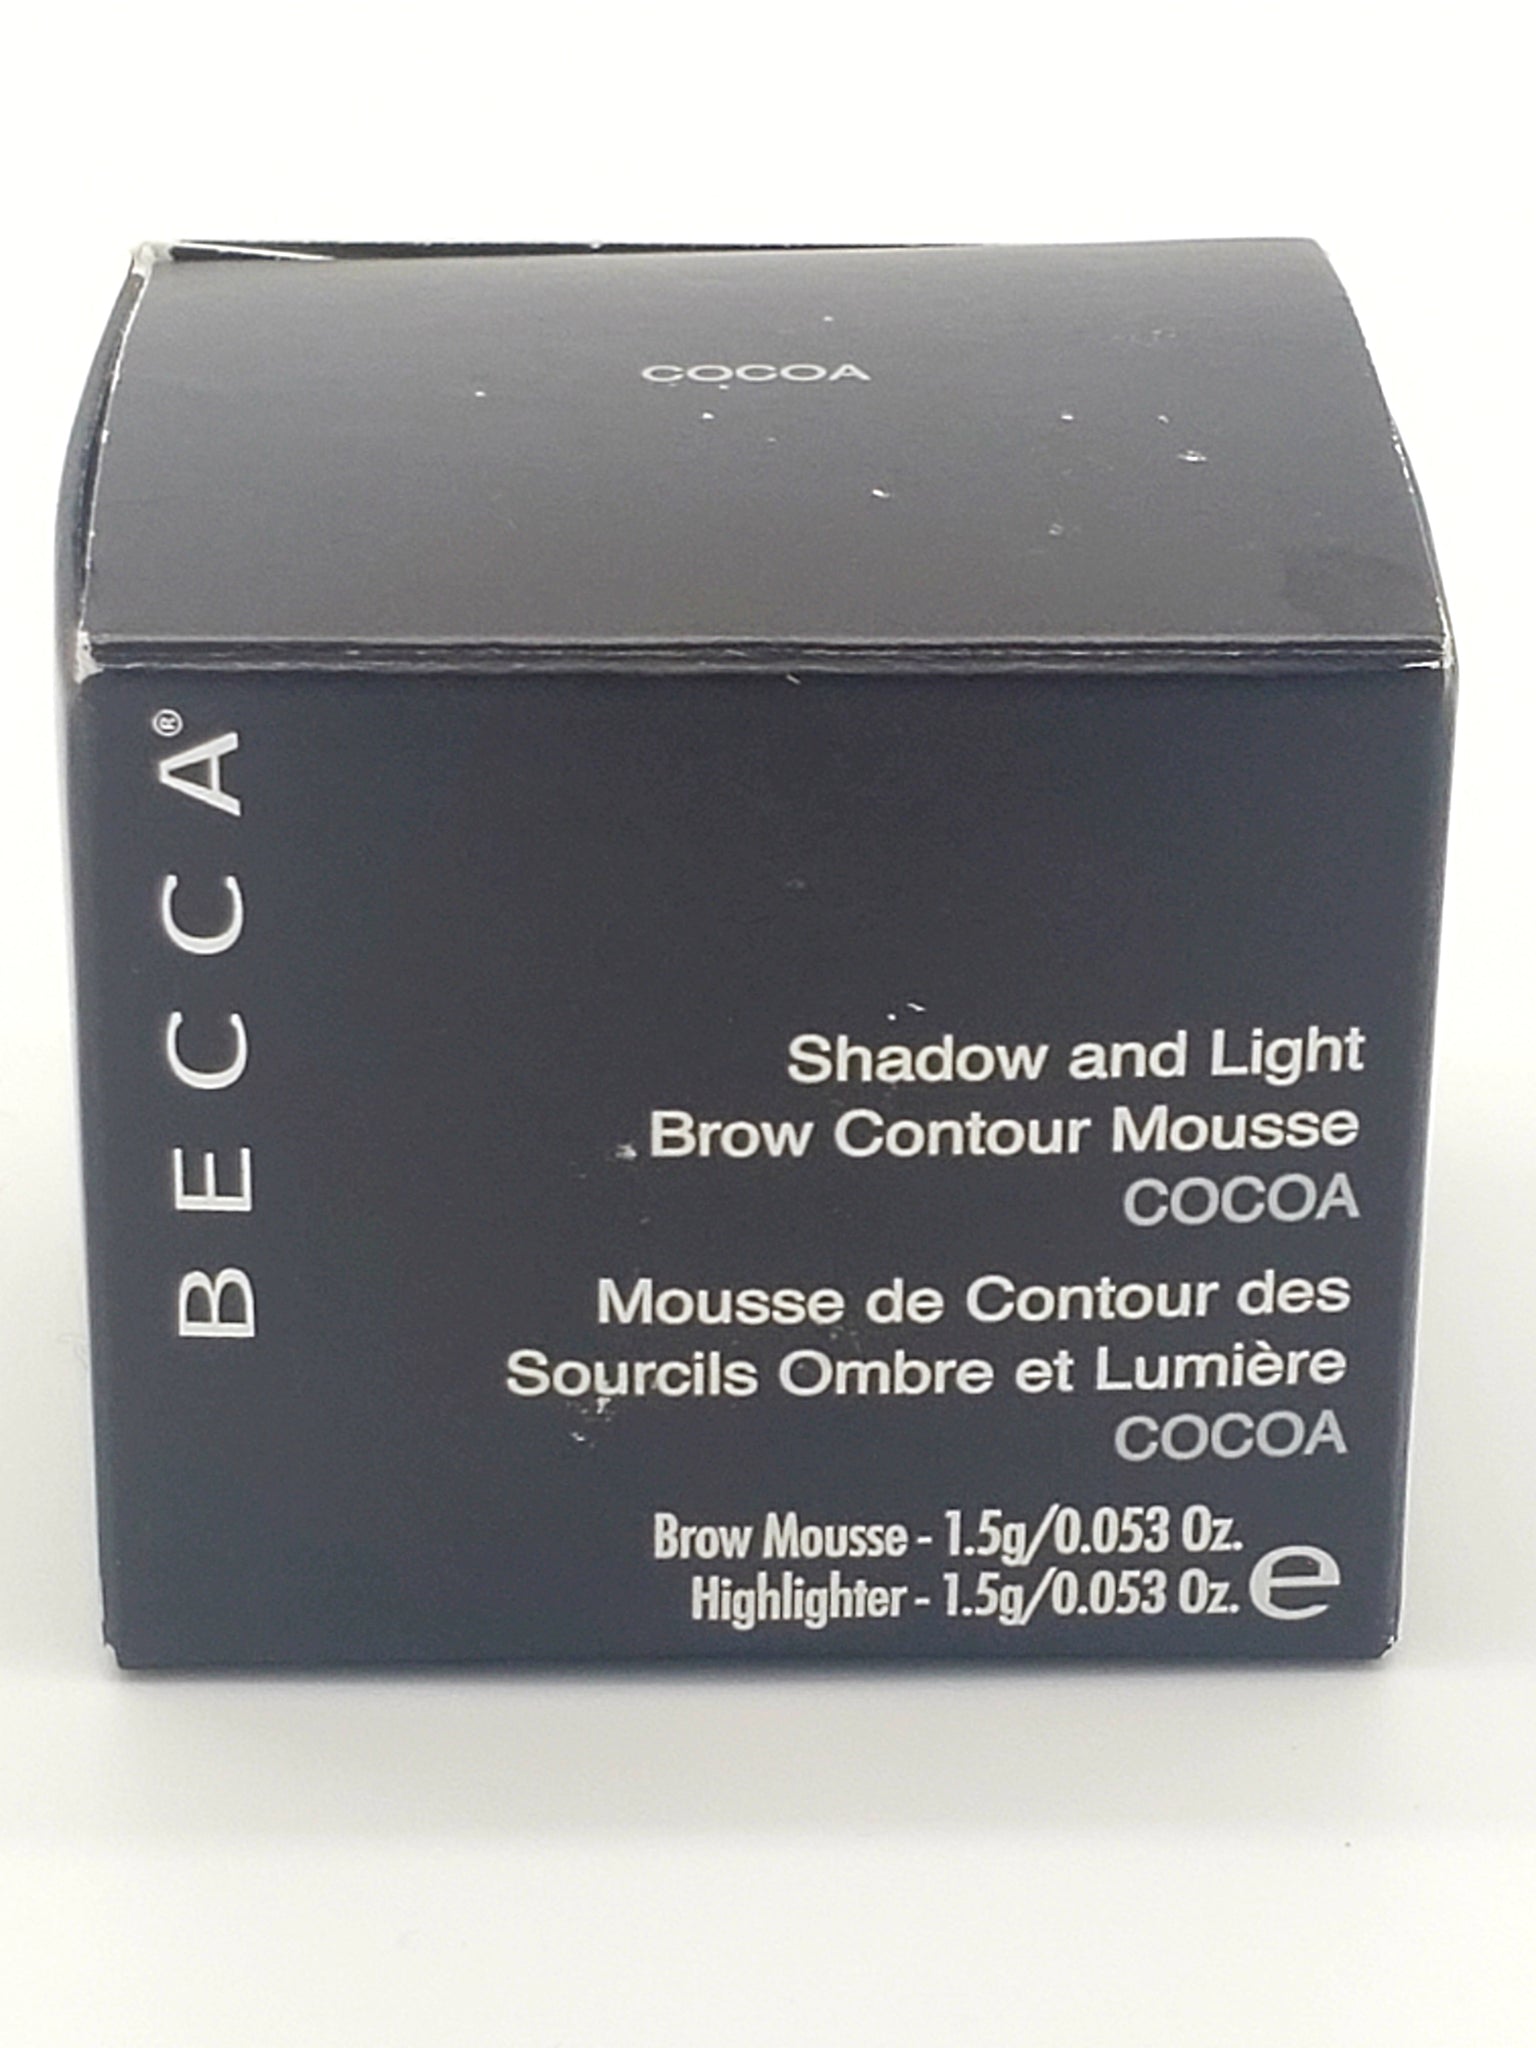 COCOA
BECCA®
Shadow and Light
Brow Contour Mousse
COCOA
Mousse de Contour des
Sourcils Ombre et Lumière
COCOA
Brow Mousse - 1.5g/0.053 Oz.
Highlighter - 1.5g/0.053 Oz. e